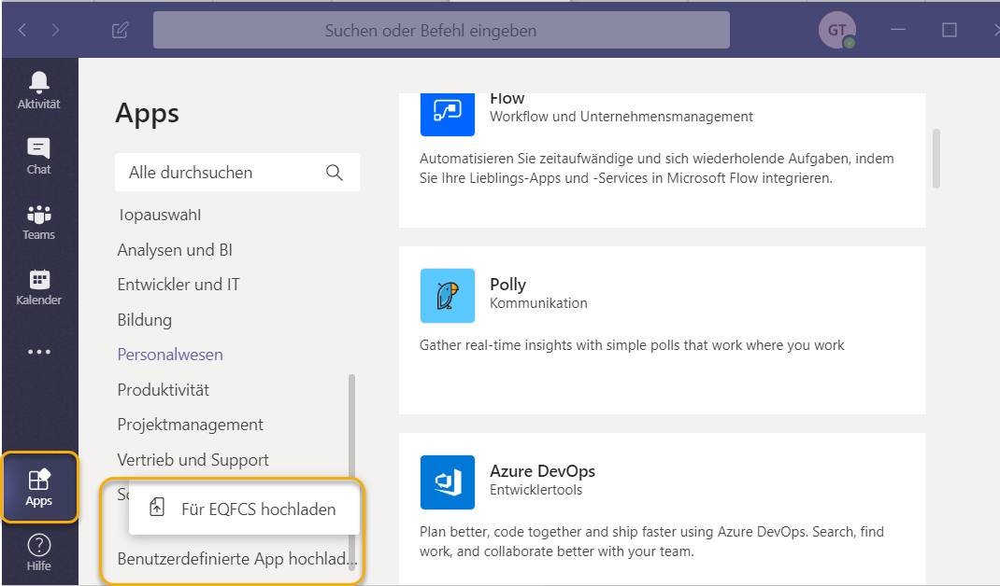 Suchen oder Befehl eingeben
GT
Aktivität
Chat
Teams
Kalender
Apps
Hilfe
Apps
Alle durchsuchen
Topauswahl
Analysen und BI
Entwickler und IT
Bildung
Personalwesen
Produktivität
Projektmanagement
Vertrieb und Support
Für EQFCS hochladen
Benutzerdefinierte App hochlad...
Flow
Workflow und Unternehmensmanagement
Automatisieren Sie zeitaufwändige und sich wiederholende Aufgaben, indem
Sie Ihre Lieblings-Apps und -Services in Microsoft Flow integrieren.
Polly
Kommunikation
Gather real-time insights with simple polls that work where you work
Azure DevOps
Entwicklertools
Plan better, code together and ship faster using Azure DevOps. Search, find
work, and collaborate better with your team.